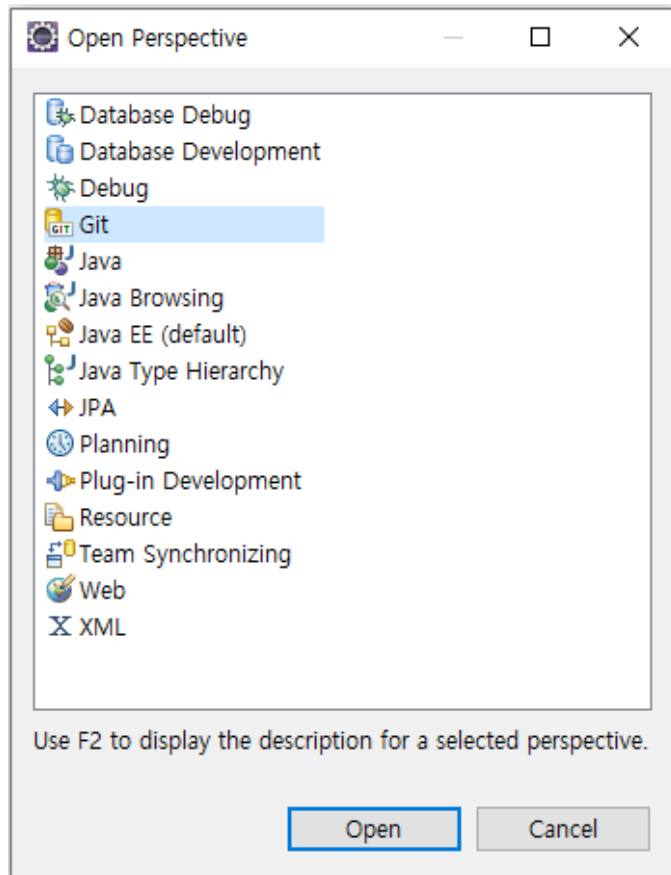 Open Perspective
Database Debug
Database Development
Debug
GIT Git
Java
Java Browsing
Java EE (default)
Java Type Hierarchy
JPA
Planning
Plug-in Development
Resource
Team Synchronizing
Web
X XML
Use F2 to display the description for a selected perspective.
Open Cancel